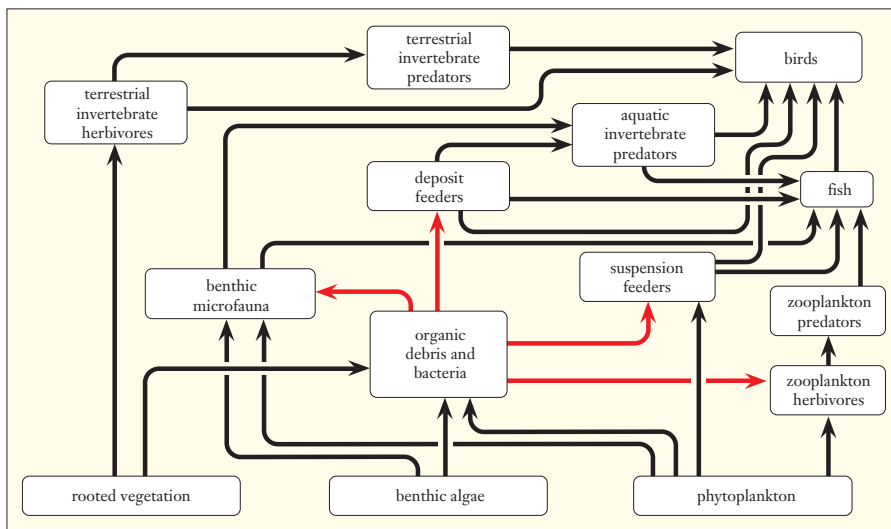 terrestrial
invertebrate
predators
birds
terrestrial
invertebrate
herbivores
aquatic
invertebrate
predators
deposit
feeders
fish
benthic
microfauna
suspension
feeders
zooplankton
predators
organic
debris and
bacteria
zooplankton
herbivores
rooted vegetation
benthic algae
phytoplankton